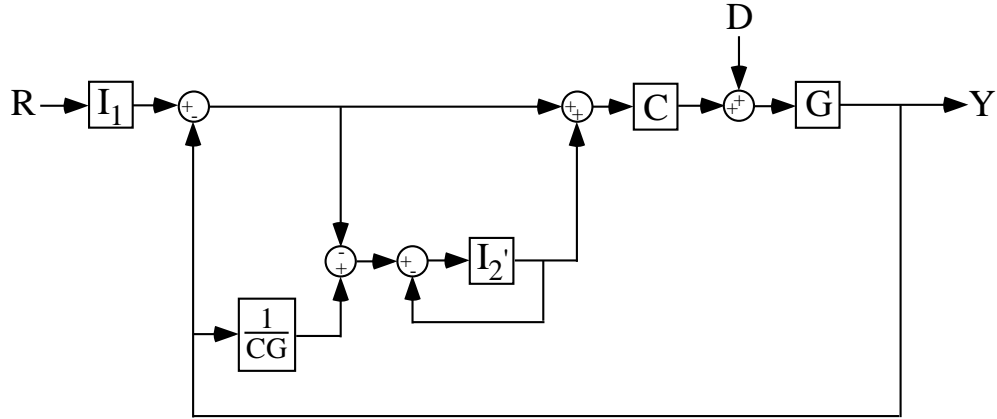 D
R I₁ + - + + C + + G Y
- + + - I₂'
1
CG